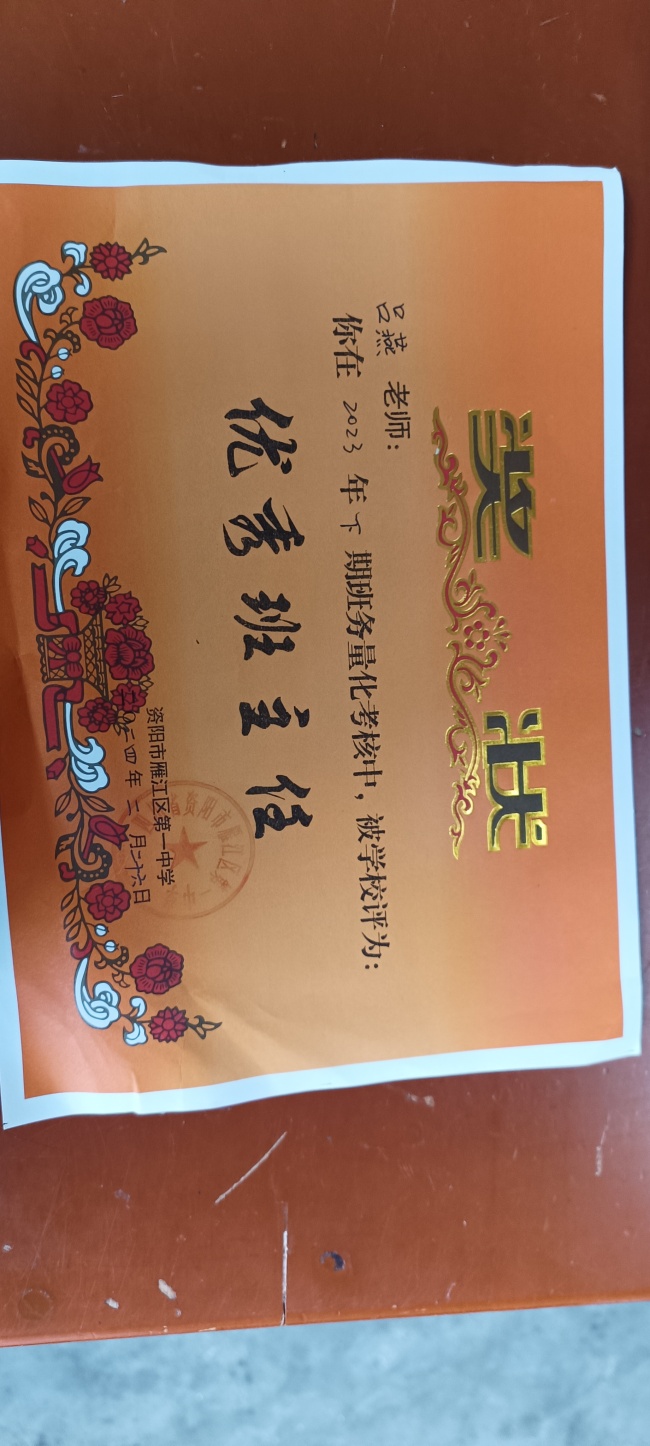 奖状
吕燕 老师:
你在 2023 年下期班务量化考核中,被学校评为:
优秀班主任
资阳市雁江区第一中学
二四年二月二十六日